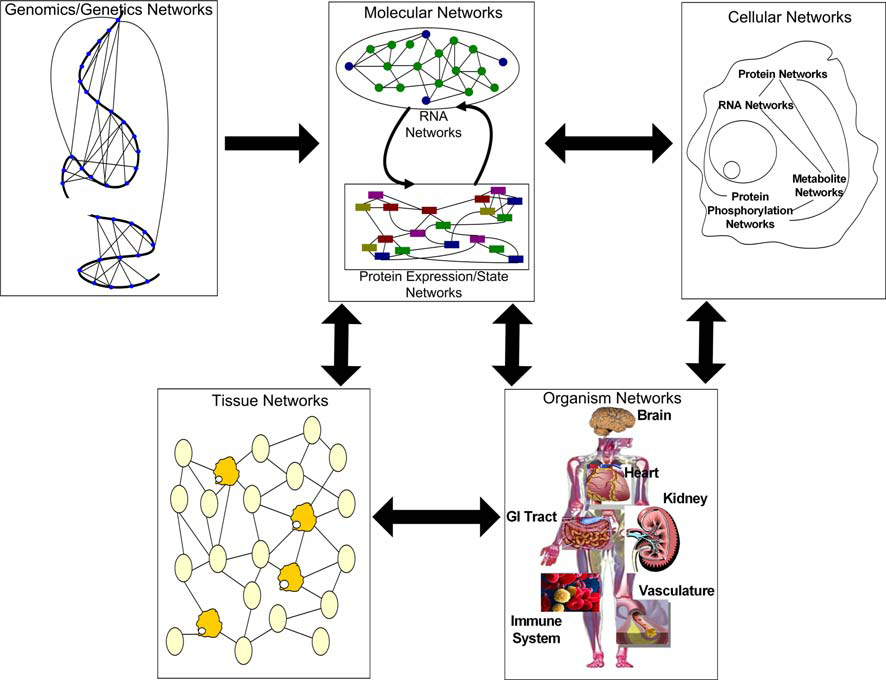 Genomics/Genetics Networks
Molecular Networks
RNA
Networks
Protein Expression/State
Networks
Cellular Networks
Protein Networks
RNA Networks
Metabolite
Networks
Protein
Phosphorylation
Networks
Tissue Networks
Organism Networks
Brain
Heart
Kidney
GI Tract
Vasculature
Immune
System